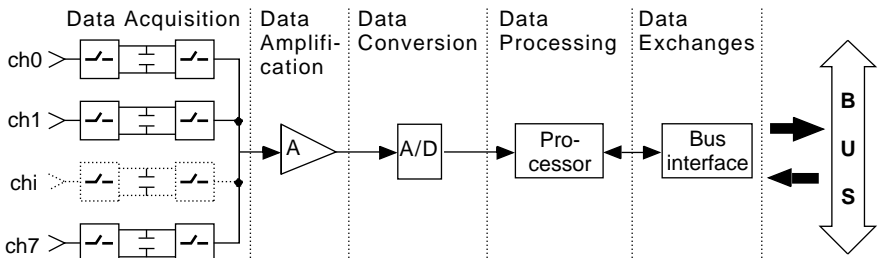 Data Acquisition
Data
Amplifi-
cation
Data
Conversion
Data
Processing
Data
Exchanges
ch0
ch1
chi
ch7
A
A/D
Pro-
cessor
Bus
interface
B
U
S